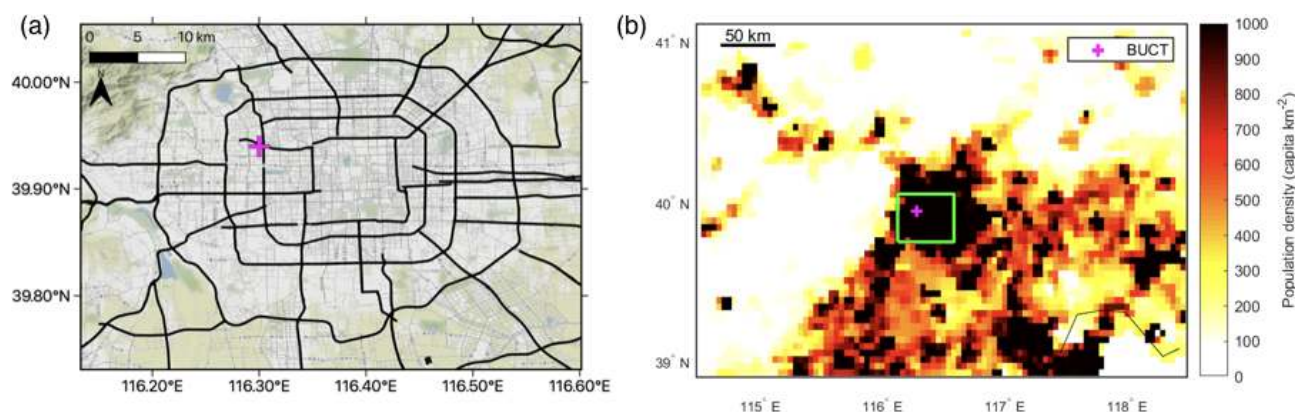 (a)
0 5 10 km
N
40.00°N
39.90°N
39.80°N
116.20°E 116.30°E 116.40°E 116.50°E 116.60°E
(b)
50 km
BUCT
41° N
40° N
39° N
115° E 116° E 117° E 118° E
1000
900
800
700
600
500
400
300
200
100
0
Population density (capita km⁻²)